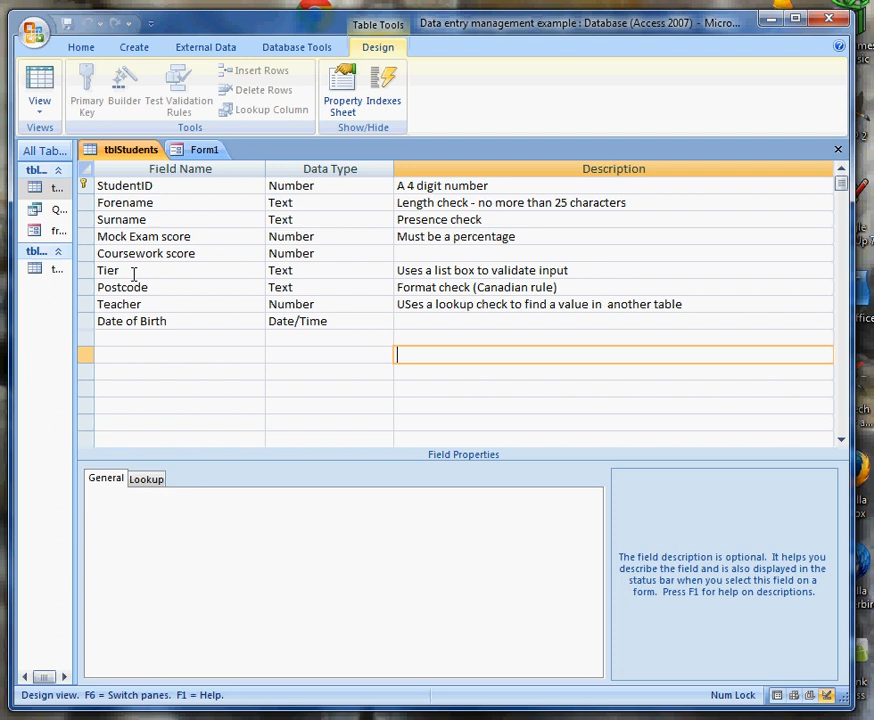 Table Tools
Data entry management example : Database (Access 2007) - Micro...
Home Create External Data Database Tools Design
View
Primary Key
Builder
Test Validation Rules
Insert Rows
Delete Rows
Lookup Column
Property Sheet
Indexes
Views Tools Show/Hide
All Tab...
tblStudents Form1
Field Name Data Type Description
tbl...
t...
Q...
fr...
tbl...
t...
StudentID Number A 4 digit number
Forename Text Length check - no more than 25 characters
Surname Text Presence check
Mock Exam score Number Must be a percentage
Coursework score Number
Tier Text Uses a list box to validate input
Postcode Text Format check (Canadian rule)
Teacher Number USes a lookup check to find a value in another table
Date of Birth Date/Time
Field Properties
General Lookup
The field description is optional. It helps you
describe the field and is also displayed in the
status bar when you select this field on a
form. Press F1 for help on descriptions.
Design view. F6 = Switch panes. F1 = Help.
Num Lock